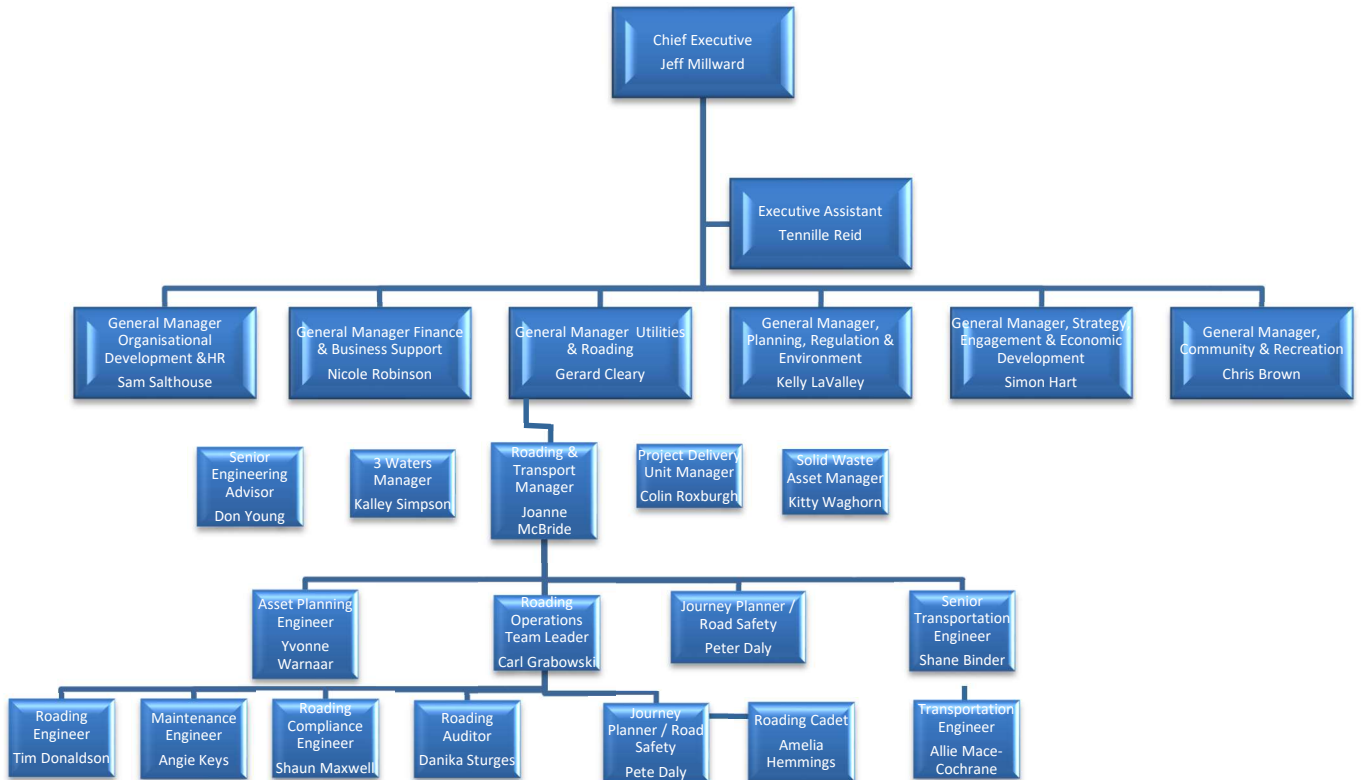 Chief Executive
Jeff Millward
Executive Assistant
Tennille Reid
General Manager
Organisational
Development &HR
Sam Salthouse
General Manager Finance
& Business Support
Nicole Robinson
General Manager Utilities
& Roading
Gerard Cleary
General Manager,
Planning, Regulation &
Environment
Kelly LaValley
General Manager, Strategy
Engagement & Economic
Development
Simon Hart
General Manager,
Community & Recreation
Chris Brown
Senior
Engineering
Advisor
Don Young
3 Waters
Manager
Kalley Simpson
Roading &
Transport
Manager
Joanne
McBride
Project Delivery
Unit Manager
Colin Roxburgh
Solid Waste
Asset Manager
Kitty Waghorn
Asset Planning
Engineer
Yvonne
Warnaar
Roading
Operations
Team Leader
Carl Grabowski
Journey Planner /
Road Safety
Peter Daly
Senior
Transportation
Engineer
Shane Binder
Roading
Engineer
Tim Donaldson
Maintenance
Engineer
Angie Keys
Roading
Compliance
Engineer
Shaun Maxwell
Roading
Auditor
Danika Sturges
Journey
Planner / Road
Safety
Pete Daly
Roading Cadet
Amelia
Hemmings
Transportation
Engineer
Allie Mace-
Cochrane